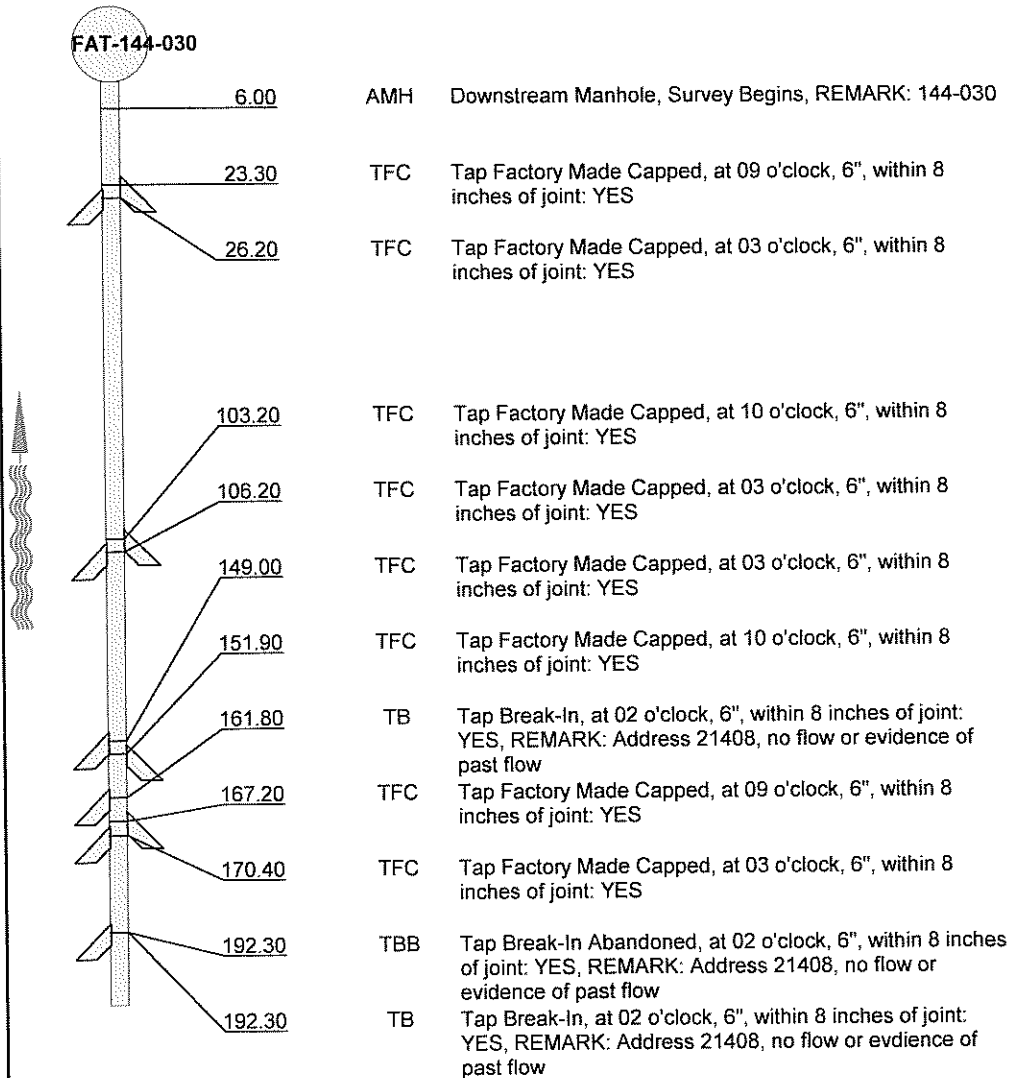 FAT-144-030
6.00 AMH Downstream Manhole, Survey Begins, REMARK: 144-030
23.30 TFC Tap Factory Made Capped, at 09 o'clock, 6", within 8
inches of joint: YES
26.20 TFC Tap Factory Made Capped, at 03 o'clock, 6", within 8
inches of joint: YES
103.20 TFC Tap Factory Made Capped, at 10 o'clock, 6", within 8
inches of joint: YES
106.20 TFC Tap Factory Made Capped, at 03 o'clock, 6", within 8
inches of joint: YES
149.00 TFC Tap Factory Made Capped, at 03 o'clock, 6", within 8
inches of joint: YES
151.90 TFC Tap Factory Made Capped, at 10 o'clock, 6", within 8
inches of joint: YES
161.80 TB Tap Break-In, at 02 o'clock, 6", within 8 inches of joint:
YES, REMARK: Address 21408, no flow or evidence of
past flow
167.20 TFC Tap Factory Made Capped, at 09 o'clock, 6", within 8
inches of joint: YES
170.40 TFC Tap Factory Made Capped, at 03 o'clock, 6", within 8
inches of joint: YES
192.30 TBB Tap Break-In Abandoned, at 02 o'clock, 6", within 8 inches
of joint: YES, REMARK: Address 21408, no flow or
evidence of past flow
192.30 TB Tap Break-In, at 02 o'clock, 6", within 8 inches of joint:
YES, REMARK: Address 21408, no flow or evdience of
past flow